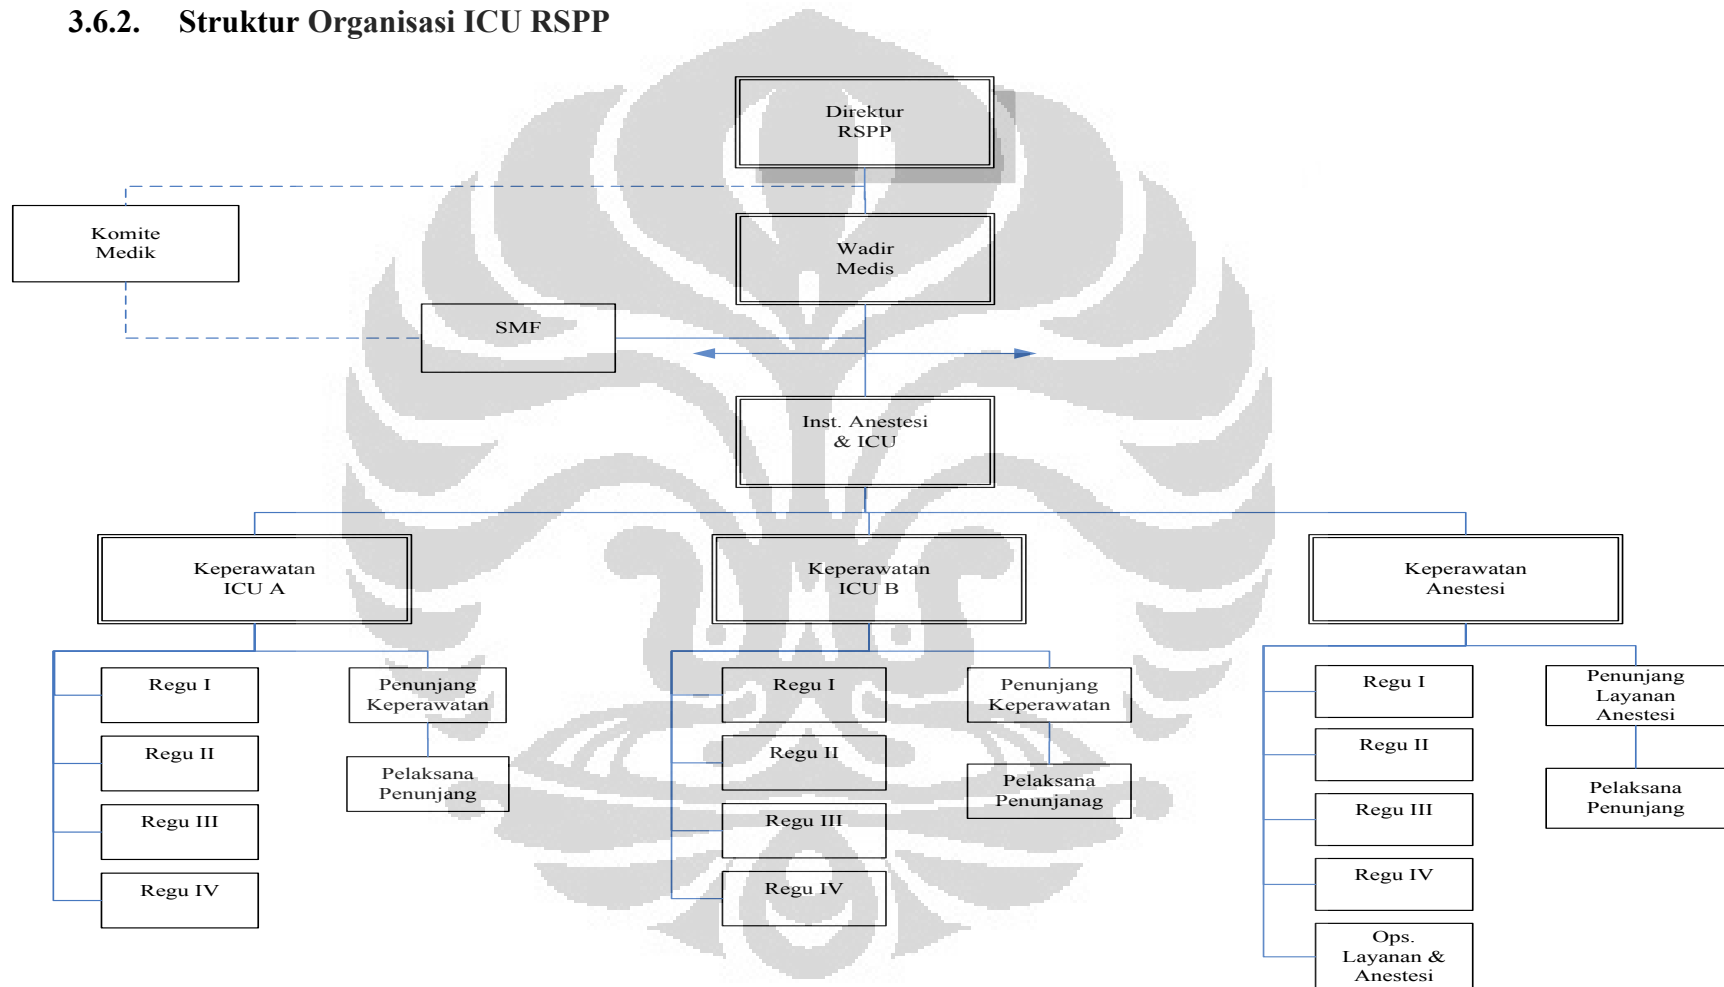 3.6.2. Struktur Organisasi ICU RSPP
Direktur
RSPP
Komite
Medik
Wadir
Medis
SMF
Inst. Anestesi
& ICU
Keperawatan
ICU A
Keperawatan
ICU B
Keperawatan
Anestesi
Regu I
Regu II
Regu III
Regu IV
Penunjang
Keperawatan
Pelaksana
Penunjang
Regu I
Regu II
Regu III
Regu IV
Penunjang
Keperawatan
Pelaksana
Penunjanag
Regu I
Regu II
Regu III
Regu IV
Ops.
Layanan &
Anestesi
Penunjang
Layanan
Anestesi
Pelaksana
Penunjang